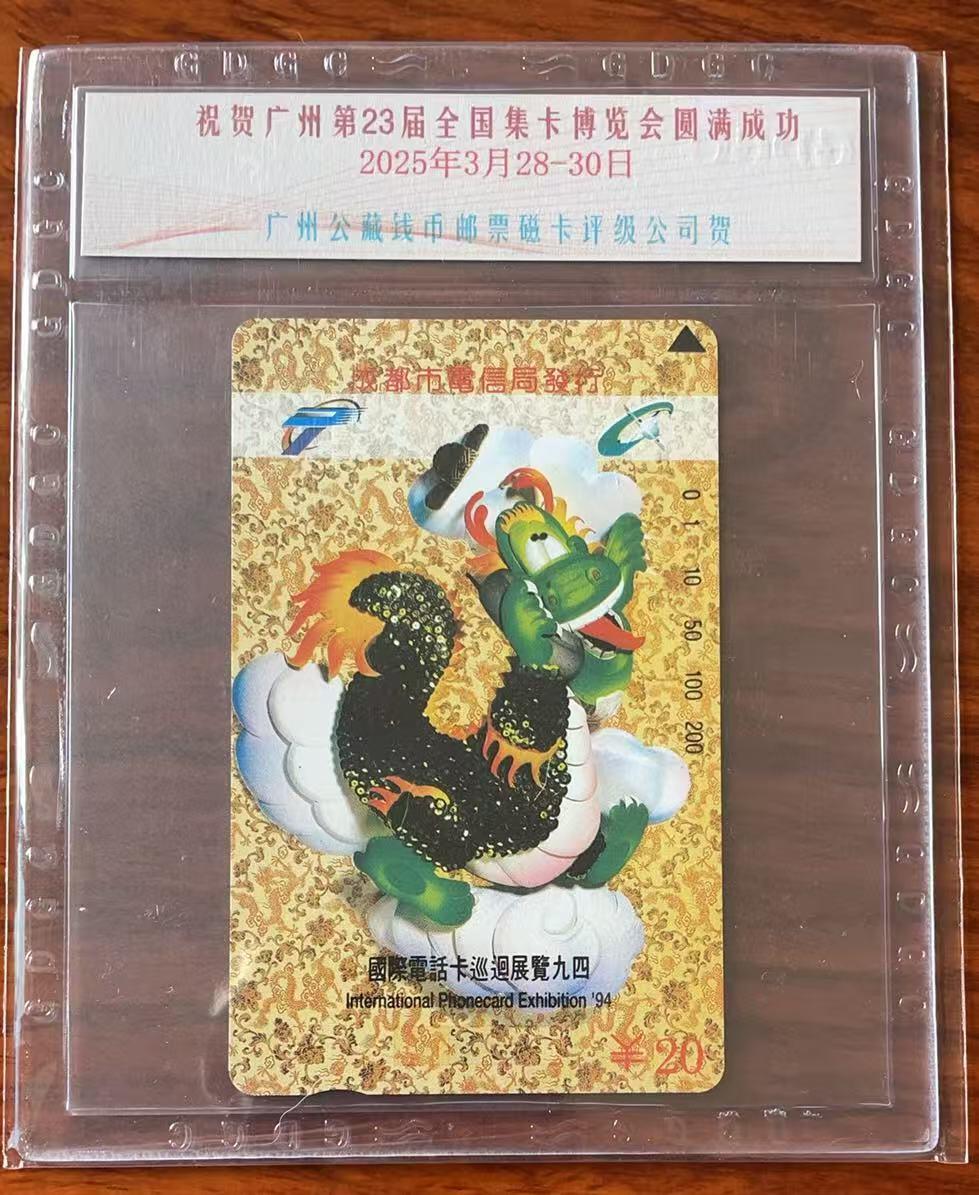 GDGC GDGC
祝贺广州第23届全国集卡博览会圆满成功
2025年3月28-30日
广州公藏钱币邮票磁卡评级公司贺
成都市電信局發行
0
1
10
50
100
200
國際電話卡巡迴展覽九四
International Phonecard Exhibition '94
¥20